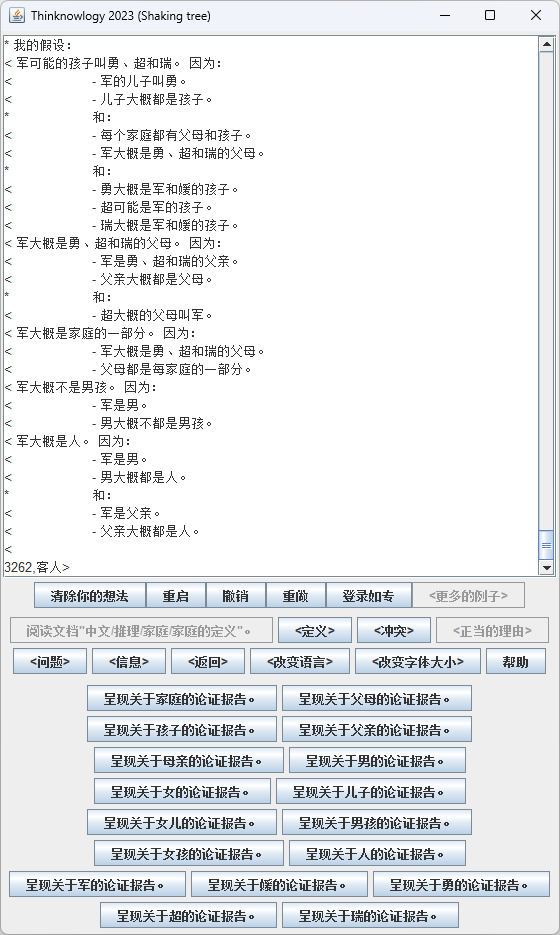 Thinknowlogy 2023 (Shaking tree)
* 我的假设：
< 军可能的孩子叫勇、超和瑞。 因为：
< - 军的儿子叫勇。
< - 儿子大概都是孩子。
* 和：
< - 每个家庭都有父母和孩子。
< - 军大概是勇、超和瑞的父母。
* 和：
< - 勇大概是军和媛的孩子。
< - 超可能是军的孩子。
< - 瑞大概是军和媛的孩子。
< 军大概是勇、超和瑞的父母。 因为：
< - 军是勇、超和瑞的父亲。
< - 父亲大概都是父母。
* 和：
< - 超大概的父母叫军。
< 军大概是家庭的一部分。 因为：
< - 军大概是勇、超和瑞的父母。
< - 父母都是每家庭的一部分。
< 军大概不是男孩。 因为：
< - 军是男。
< - 男大概不都是男孩。
< 军大概是人。 因为：
< - 军是男。
< - 男大概都是人。
* 和：
< - 军是父亲。
< - 父亲大概都是人。
<
3262,客人>
清除你的想法 重启 撤销 重做 登录如专 <更多的例子>
阅读文档"中文/推理/家庭/家庭的定义"。 <定义> <冲突> <正当的理由>
<问题> <信息> <返回> <改变语言> <改变字体大小> 帮助
呈现关于家庭的论证报告。 呈现关于父母的论证报告。
呈现关于孩子的论证报告。 呈现关于父亲的论证报告。
呈现关于母亲的论证报告。 呈现关于男的论证报告。
呈现关于女的论证报告。 呈现关于儿子的论证报告。
呈现关于女儿的论证报告。 呈现关于男孩的论证报告。
呈现关于女孩的论证报告。 呈现关于人的论证报告。
呈现关于军的论证报告。 呈现关于媛的论证报告。 呈现关于勇的论证报告。
呈现关于超的论证报告。 呈现关于瑞的论证报告。